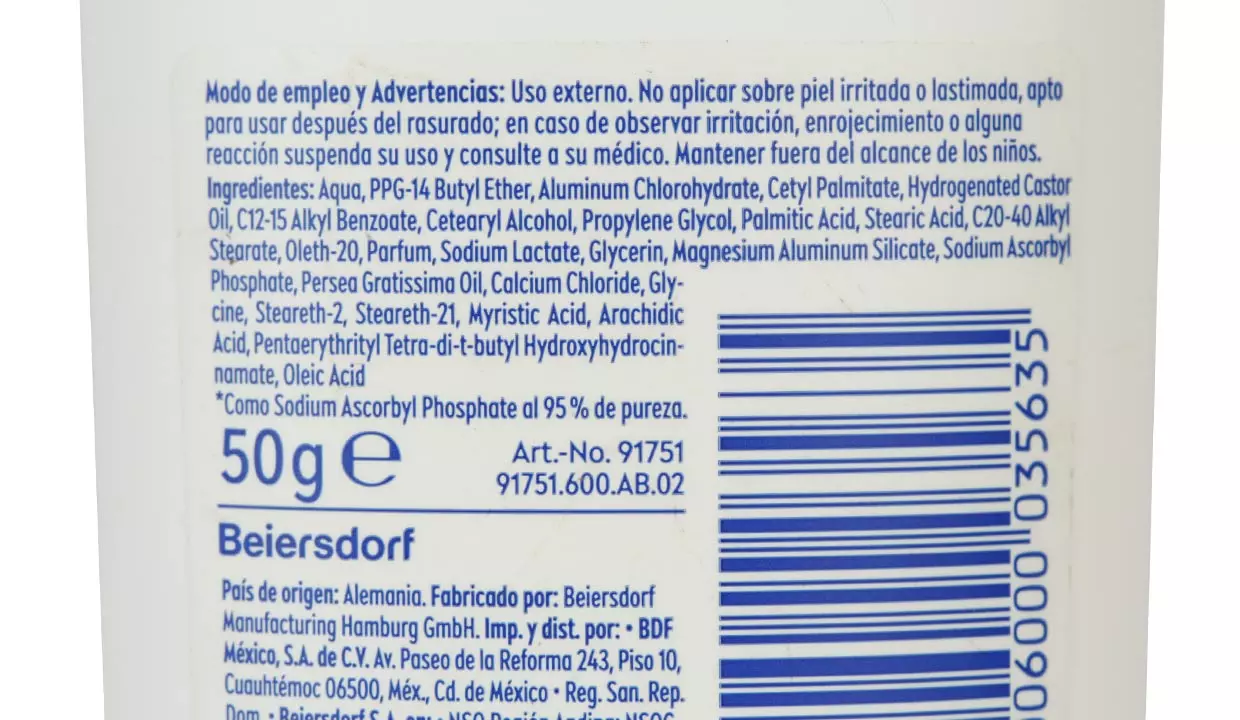 Modo de empleo y Advertencias: Uso externo. No aplicar sobre piel irritada o lastimada, apto
para usar después del rasurado; en caso de observar irritación, enrojecimiento o alguna
reacción suspenda su uso y consulte a su médico. Mantener fuera del alcance de los niños.
Ingredientes: Aqua, PPG-14 Butyl Ether, Aluminum Chlorohydrate, Cetyl Palmitate, Hydrogenated Castor
Oil, C12-15 Alkyl Benzoate, Cetearyl Alcohol, Propylene Glycol, Palmitic Acid, Stearic Acid, C20-40 Alkyl
Stearate, Oleth-20, Parfum, Sodium Lactate, Glycerin, Magnesium Aluminum Silicate, Sodium Ascorbyl
Phosphate, Persea Gratissima Oil, Calcium Chloride, Gly-
cine, Steareth-2, Steareth-21, Myristic Acid, Arachidic
Acid, Pentaerythrityl Tetra-di-t-butyl Hydroxyhydrocin-
namate, Oleic Acid
*Como Sodium Ascorbyl Phosphate al 95% de pureza.
50g ℮
Art.-No. 91751
91751.600.AB.02
Beiersdorf
País de origen: Alemania. Fabricado por: Beiersdorf
Manufacturing Hamburg GmbH. Imp. y dist. por: • BDF
México, S.A. de C.V. Av. Paseo de la Reforma 243, Piso 10,
Cuauhtémoc 06500, Méx., Cd. de México • Reg. San. Rep.
Dom. • Beiersdorf S.A.
06000 035635